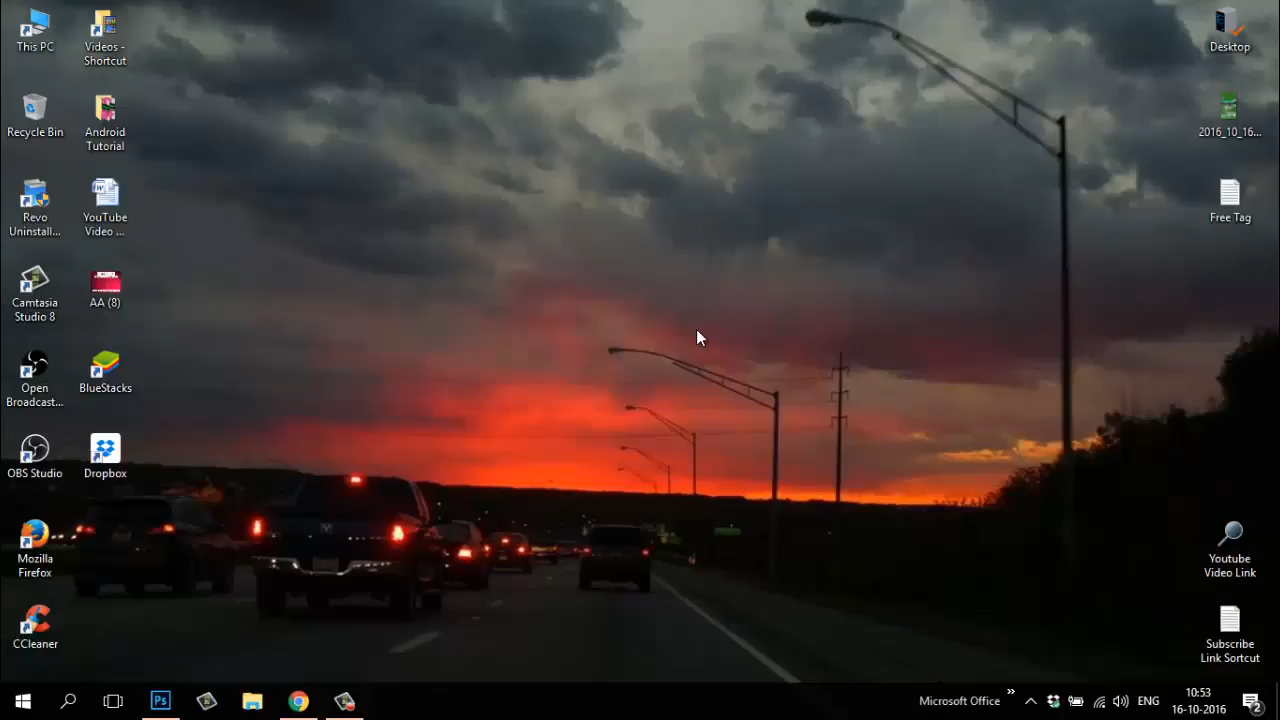 This PC
Videos -
Shortcut
Desktop
Recycle Bin
Android
Tutorial
2016_10_16...
Revo
Uninstall...
YouTube
Video ...
Free Tag
Camtasia
Studio 8
AA (8)
Open
Broadcast...
BlueStacks
OBS Studio
Dropbox
Mozilla
Firefox
Youtube
Video Link
CCleaner
Subscribe
Link Sortcut
Ps
Microsoft Office
ENG
10:53
16-10-2016
2